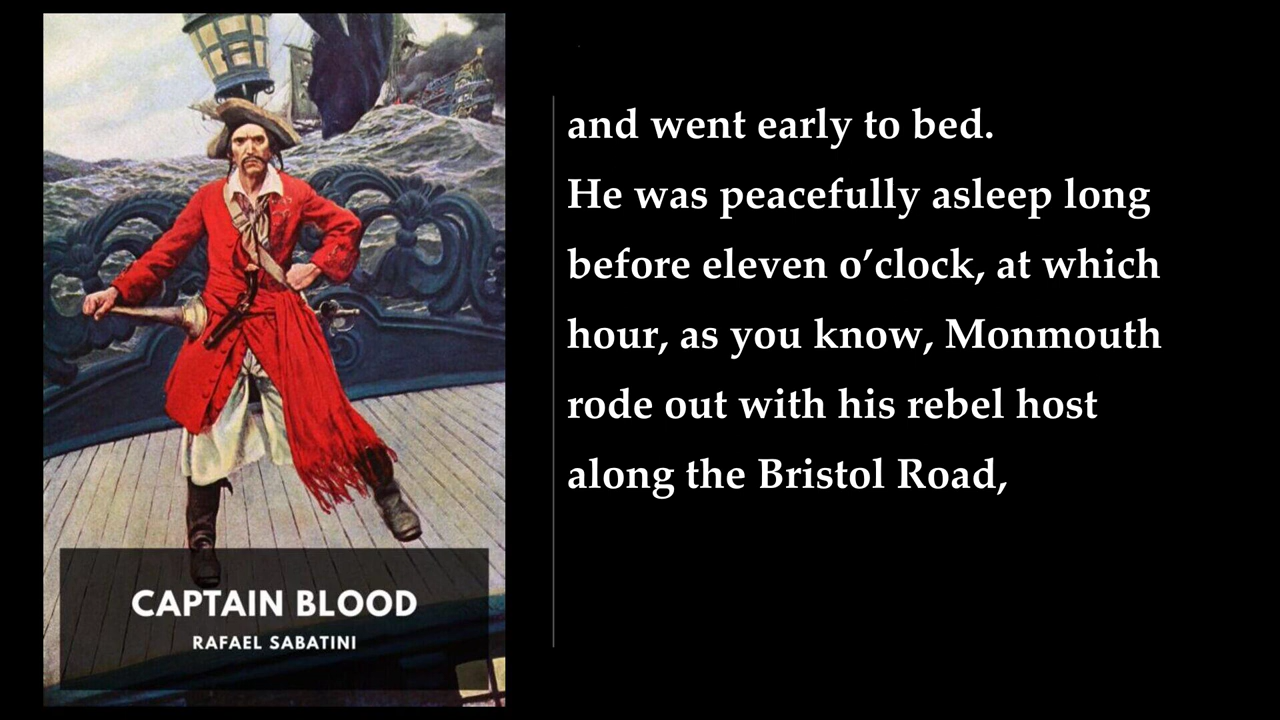 CAPTAIN BLOOD
RAFAEL SABATINI
and went early to bed.
He was peacefully asleep long
before eleven o’clock, at which
hour, as you know, Monmouth
rode out with his rebel host
along the Bristol Road,